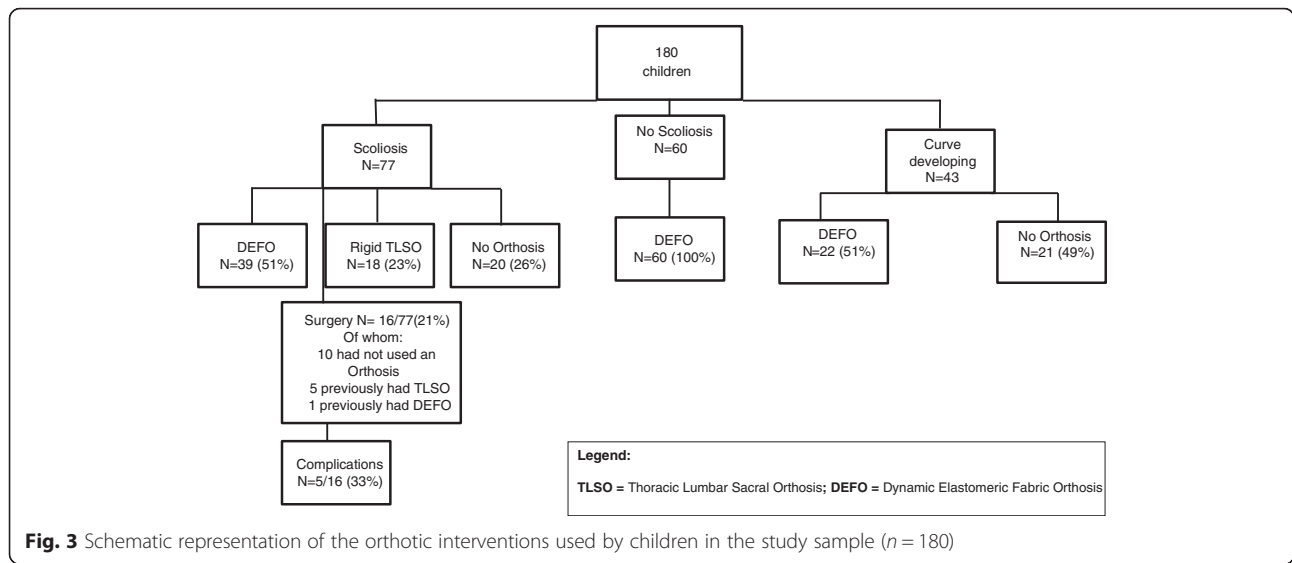 180
children
Scoliosis
N=77
No Scoliosis
N=60
Curve
developing
N=43
DEFO
N=39 (51%)
Rigid TLSO
N=18 (23%)
No Orthosis
N=20 (26%)
DEFO
N=60 (100%)
DEFO
N=22 (51%)
No Orthosis
N=21 (49%)
Surgery N= 16/77(21%)
Of whom:
10 had not used an
Orthosis
5 previously had TLSO
1 previously had DEFO
Complications
N=5/16 (33%)
Legend:
TLSO = Thoracic Lumbar Sacral Orthosis; DEFO = Dynamic Elastomeric Fabric Orthosis
Fig. 3 Schematic representation of the orthotic interventions used by children in the study sample (n = 180)